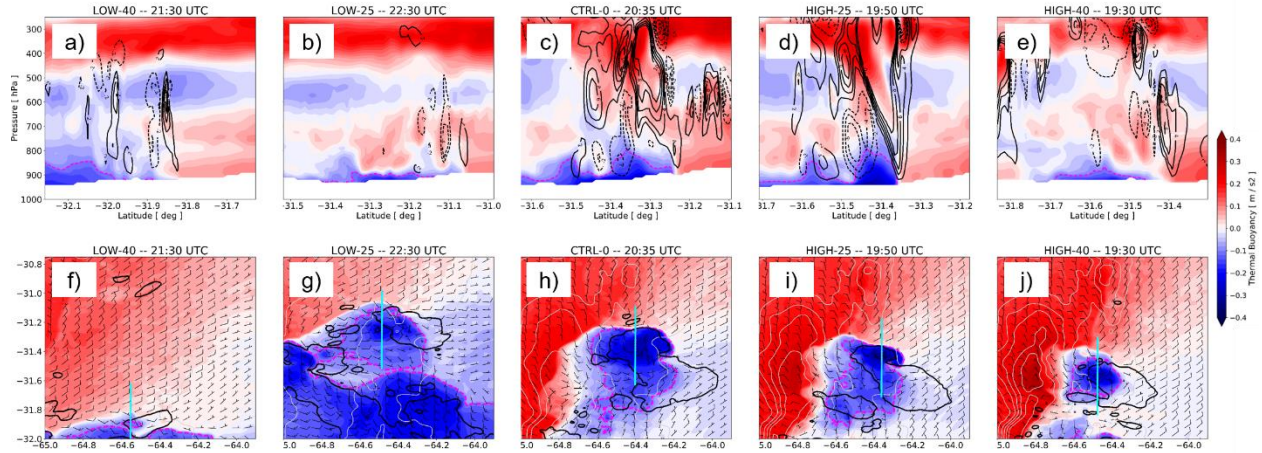 LOW-40 -- 21:30 UTC
LOW-25 -- 22:30 UTC
CTRL-0 -- 20:35 UTC
HIGH-25 -- 19:50 UTC
HIGH-40 -- 19:30 UTC
a)
b)
c)
d)
e)
Pressure [ hPa ]
300
400
500
600
700
800
900
1000
−32.1 −32.0 −31.9 −31.8 −31.7
−31.5 −31.4 −31.3 −31.2 −31.1 −31.0
−31.6 −31.5 −31.4 −31.3 −31.2 −31.1
−31.7 −31.6 −31.5 −31.4 −31.3 −31.2
−31.8 −31.7 −31.6 −31.5 −31.4
Latitude [ deg ]
Latitude [ deg ]
Latitude [ deg ]
Latitude [ deg ]
Latitude [ deg ]
LOW-40 -- 21:30 UTC
LOW-25 -- 22:30 UTC
CTRL-0 -- 20:35 UTC
HIGH-25 -- 19:50 UTC
HIGH-40 -- 19:30 UTC
f)
g)
h)
i)
j)
−31.0
−31.2
−31.4
−31.6
−31.8
−32.0
−65.0 −64.8 −64.6 −64.4 −64.2 −64.0
5.0 −64.8 −64.6 −64.4 −64.2 −64.0
5.0 −64.8 −64.6 −64.4 −64.2 −64.0
5.0 −64.8 −64.6 −64.4 −64.2 −64.0
5.0 −64.8 −64.6 −64.4 −64.2 −64.0
0.4
0.3
0.2
0.1
0.0
−0.1
−0.2
−0.3
−0.4
Thermal Buoyancy [ m / s2 ]